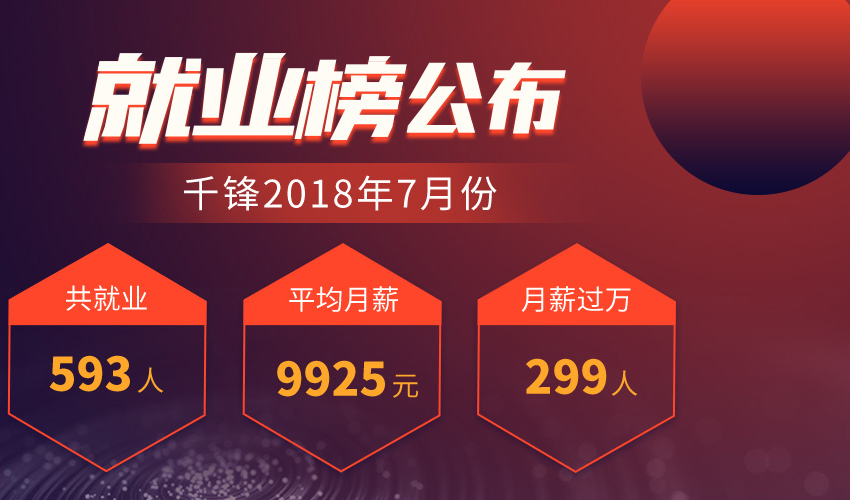 就业榜公布
千锋2018年7月份
共就业
593人
平均月薪
9925元
月薪过万
299人